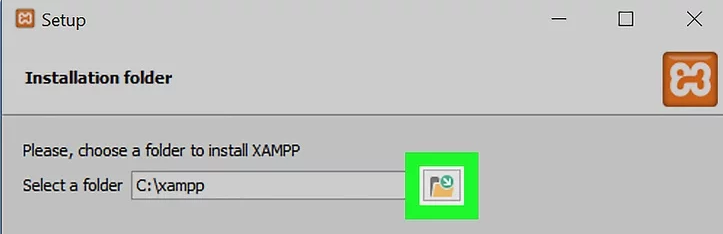 Setup
Installation folder
Please, choose a folder to install XAMPP
Select a folder C:\xampp